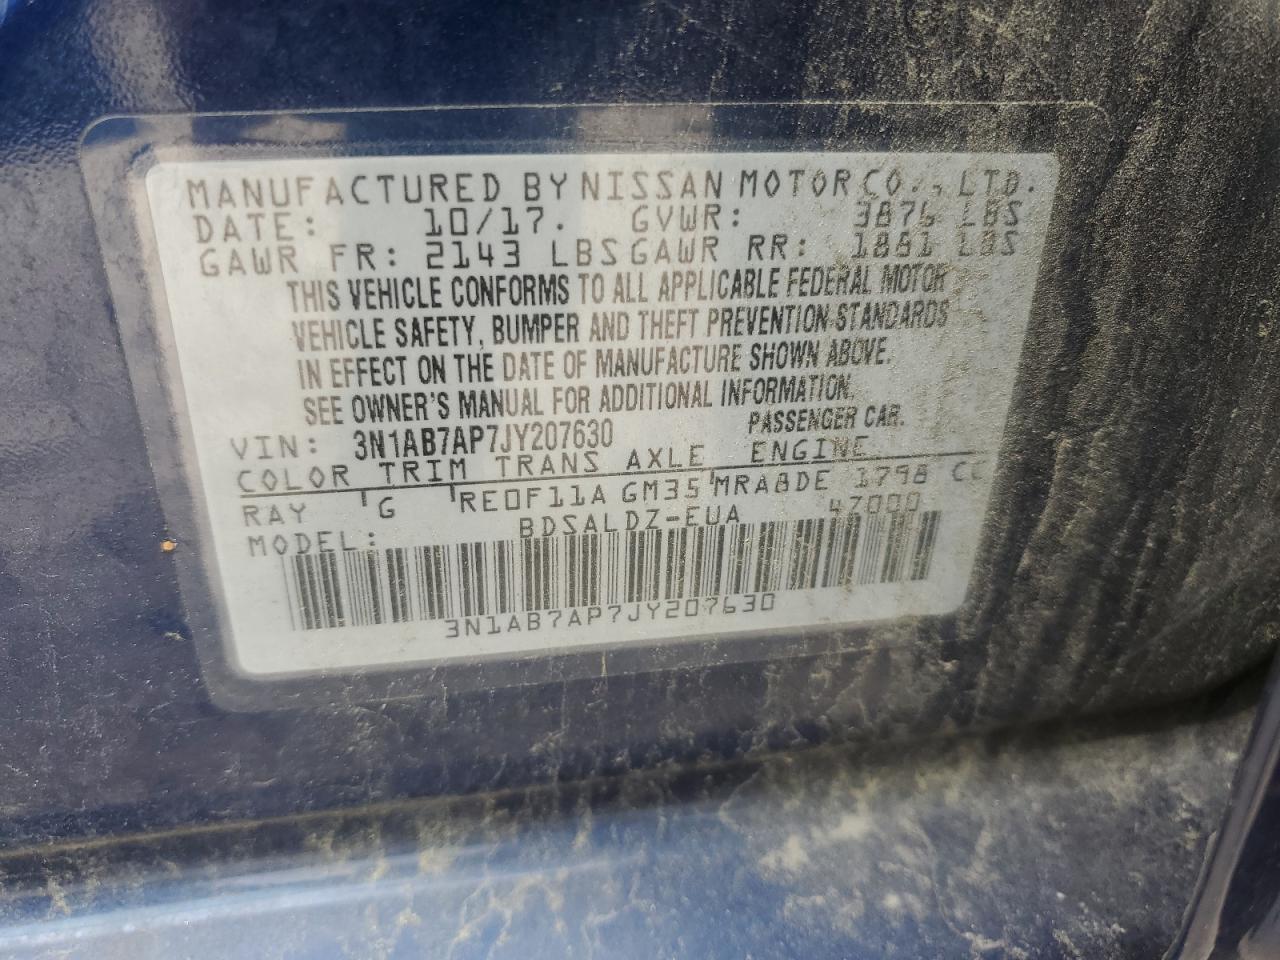 MANUFACTURED BY NISSAN MOTOR CO., LTD.
DATE: 10/17. GVWR: 3876 LBS
GAWR FR: 2143 LBS GAWR RR: 1881 LBS
THIS VEHICLE CONFORMS TO ALL APPLICABLE FEDERAL MOTOR
VEHICLE SAFETY, BUMPER AND THEFT PREVENTION STANDARDS
IN EFFECT ON THE DATE OF MANUFACTURE SHOWN ABOVE.
SEE OWNER'S MANUAL FOR ADDITIONAL INFORMATION.
VIN: 3N1AB7AP7JY207630 PASSENGER CAR.
COLOR TRIM TRANS AXLE ENGINE
RAY G RE0F11A GM35 MRA8DE 1798 CC
MODEL: BDSALDZ-EUA 47000
3N1AB7AP7JY207630